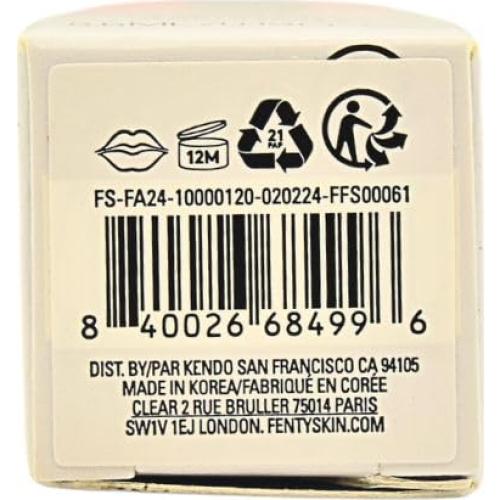 12M
21
PAP
FS-FA24-10000120-020224-FFS00061
8 40026 68499 6
DIST. BY/PAR KENDO SAN FRANCISCO CA 94105
MADE IN KOREA/FABRIQUÉ EN CORÉE
CLEAR 2 RUE BRULLER 75014 PARIS
SW1V 1EJ LONDON. FENTYSKIN.COM